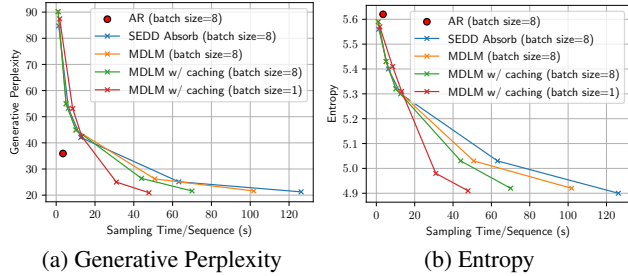 90
80
70
60
50
40
30
20
Generative Perplexity
AR (batch size=8)
SEDD Absorb (batch size=8)
MDLM (batch size=8)
MDLM w/ caching (batch size=8)
MDLM w/ caching (batch size=1)
0 20 40 60 80 100 120
Sampling Time/Sequence (s)
(a) Generative Perplexity
5.6
5.5
5.4
5.3
5.2
5.1
5.0
4.9
Entropy
AR (batch size=8)
SEDD Absorb (batch size=8)
MDLM (batch size=8)
MDLM w/ caching (batch size=8)
MDLM w/ caching (batch size=1)
0 20 40 60 80 100 120
Sampling Time/Sequence (s)
(b) Entropy